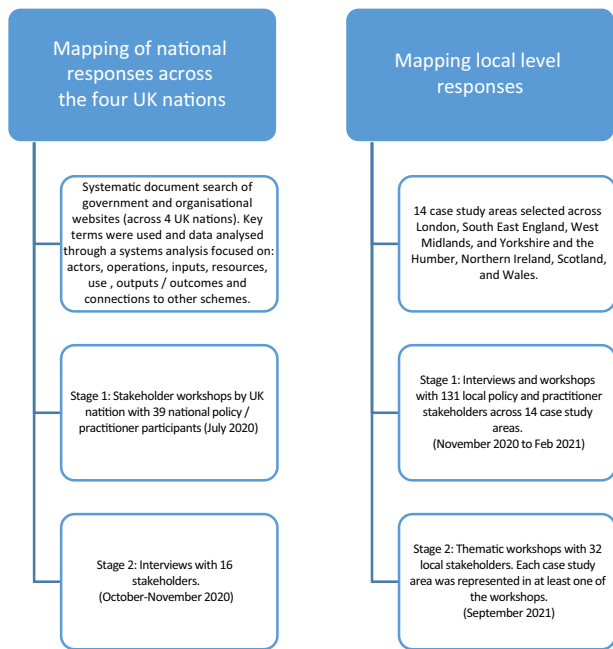 Mapping of national
responses across
the four UK nations
Systematic document search of
government and organisational
websites (across 4 UK nations). Key
terms were used and data analysed
through a systems analysis focused on:
actors, operations, inputs, resources,
use , outputs / outcomes and
connections to other schemes.
Stage 1: Stakeholder workshops by UK
natition with 39 national policy /
practitioner participants (July 2020)
Stage 2: Interviews with 16
stakeholders.
(October-November 2020)
Mapping local level
responses
14 case study areas selected across
London, South East England, West
Midlands, and Yorkshire and the
Humber, Northern Ireland, Scotland,
and Wales.
Stage 1: Interviews and workshops
with 131 local policy and practitioner
stakeholders across 14 case study
areas.
(November 2020 to Feb 2021)
Stage 2: Thematic workshops with 32
local stakeholders. Each case study
area was represented in at least one of
the workshops.
(September 2021)